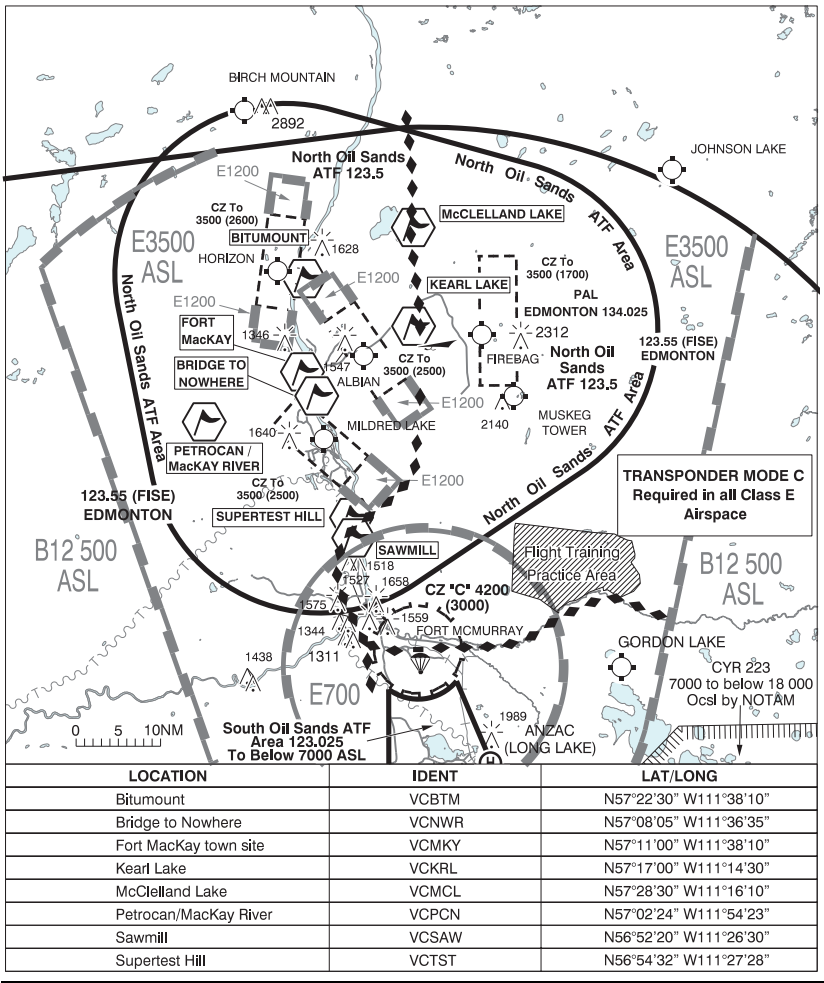 BIRCH MOUNTAIN
2892
JOHNSON LAKE
North Oil Sands
ATF 123.5
North Oil Sands ATF Area
E1200
CZ To
3500 (2600)
McCLELLAND LAKE
BITUMOUNT
1628
E3500
ASL
E3500
ASL
HORIZON
CZ To
3500 (1700)
E1200
KEARL LAKE
PAL
EDMONTON 134.025
North Oil Sands ATF Area
E1200
FORT
MacKAY
1346
2312
123.55 (FISE)
EDMONTON
1547
CZ To
3500 (2500)
FIREBAG
North Oil
Sands
ATF 123.5
BRIDGE TO
NOWHERE
ALBIAN
E1200
2140
MUSKEG
TOWER
MILDRED LAKE
1640
PETROCAN /
MacKAY RIVER
North Oil Sands ATF Area
CZ To
3500 (2500)
E1200
TRANSPONDER MODE C
Required in all Class E
Airspace
123.55 (FISE)
EDMONTON
SUPERTEST HILL
SAWMILL
B12 500
ASL
Flight Training
Practice Area
B12 500
ASL
1518
1527
1658
CZ "C" 4200
(3000)
1575
1559
1344
FORT MCMURRAY
1311
GORDON LAKE
1438
CYR 223
7000 to below 18 000
Ocsl by NOTAM
E700
1989
ANZAC
(LONG LAKE)
0 5 10NM
South Oil Sands ATF
Area 123.025
To Below 7000 ASL
LOCATION IDENT LAT/LONG
Bitumount VCBTM N57°22'30" W111°38'10"
Bridge to Nowhere VCNWR N57°08'05" W111°36'35"
Fort MacKay town site VCMKY N57°11'00" W111°38'10"
Kearl Lake VCKRL N57°17'00" W111°14'30"
McClelland Lake VCMCL N57°28'30" W111°16'10"
Petrocan/MacKay River VCPCN N57°02'24" W111°54'23"
Sawmill VCSAW N56°52'20" W111°26'30"
Supertest Hill VCTST N56°54'32" W111°27'28"